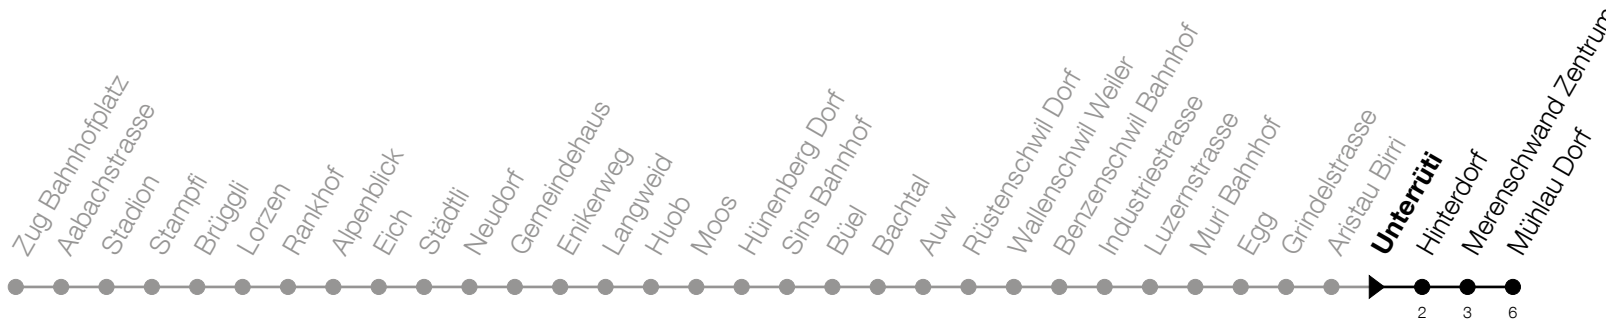 Zug Bahnhofplatz
Aabachstrasse
Stadion
Stampfi
Brüggli
Lorzen
Rankhof
Alpenblick
Eich
Städtli
Neudorf
Gemeindehaus
Enikerweg
Langweid
Huob
Moos
Hünenberg Dorf
Sins Bahnhof
Büel
Bachtal
Auw
Rüstenschwil Dorf
Wallenschwil Weiler
Benzenschwil Bahnhof
Industriestrasse
Luzernstrasse
Muri Bahnhof
Egg
Grindelstrasse
Aristau Birri
Unterrüti
Hinterdorf
Merenschwand Zentrum
Mühlau Dorf
2
3
6